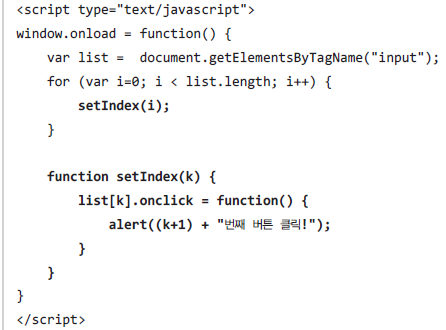 <script type="text/javascript">
window.onload = function() {
    var list =  document.getElementsByTagName("input");
    for (var i=0; i < list.length; i++) {
        setIndex(i);
    }
    function setIndex(k) {
        list[k].onclick = function() {
            alert((k+1) + "번째 버튼 클릭!");
        }
    }
}
</script>